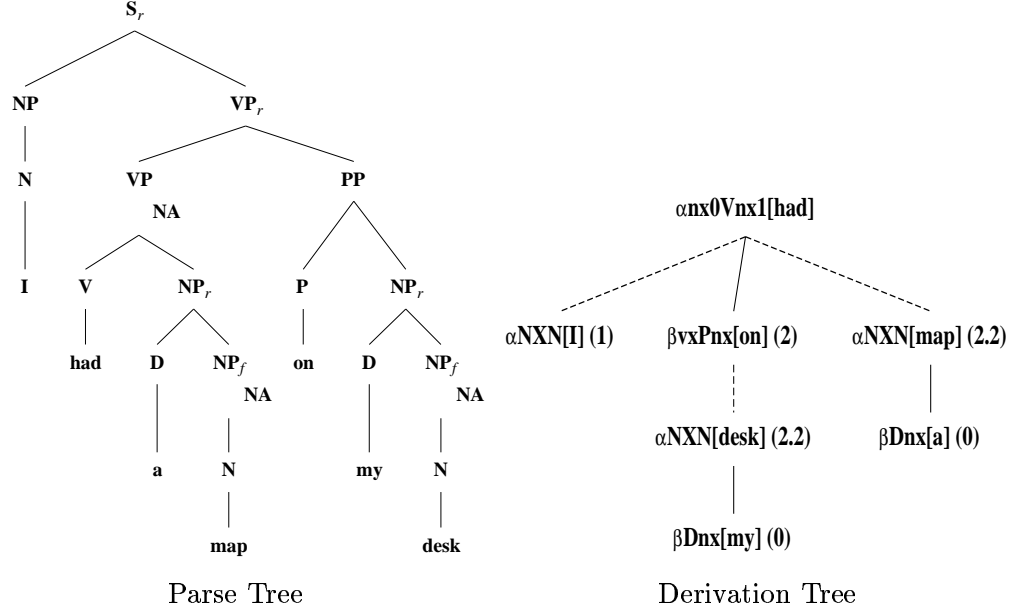 S_r
NP VP_r
N VP PP
NA
I V NP_r P NP_r
had D NP_f on D NP_f
NA NA
a N my N
map desk
Parse Tree
αnx0Vnx1[had]
αNXN[I] (1) βvxPnx[on] (2) αNXN[map] (2.2)
αNXN[desk] (2.2) βDnx[a] (0)
βDnx[my] (0)
Derivation Tree